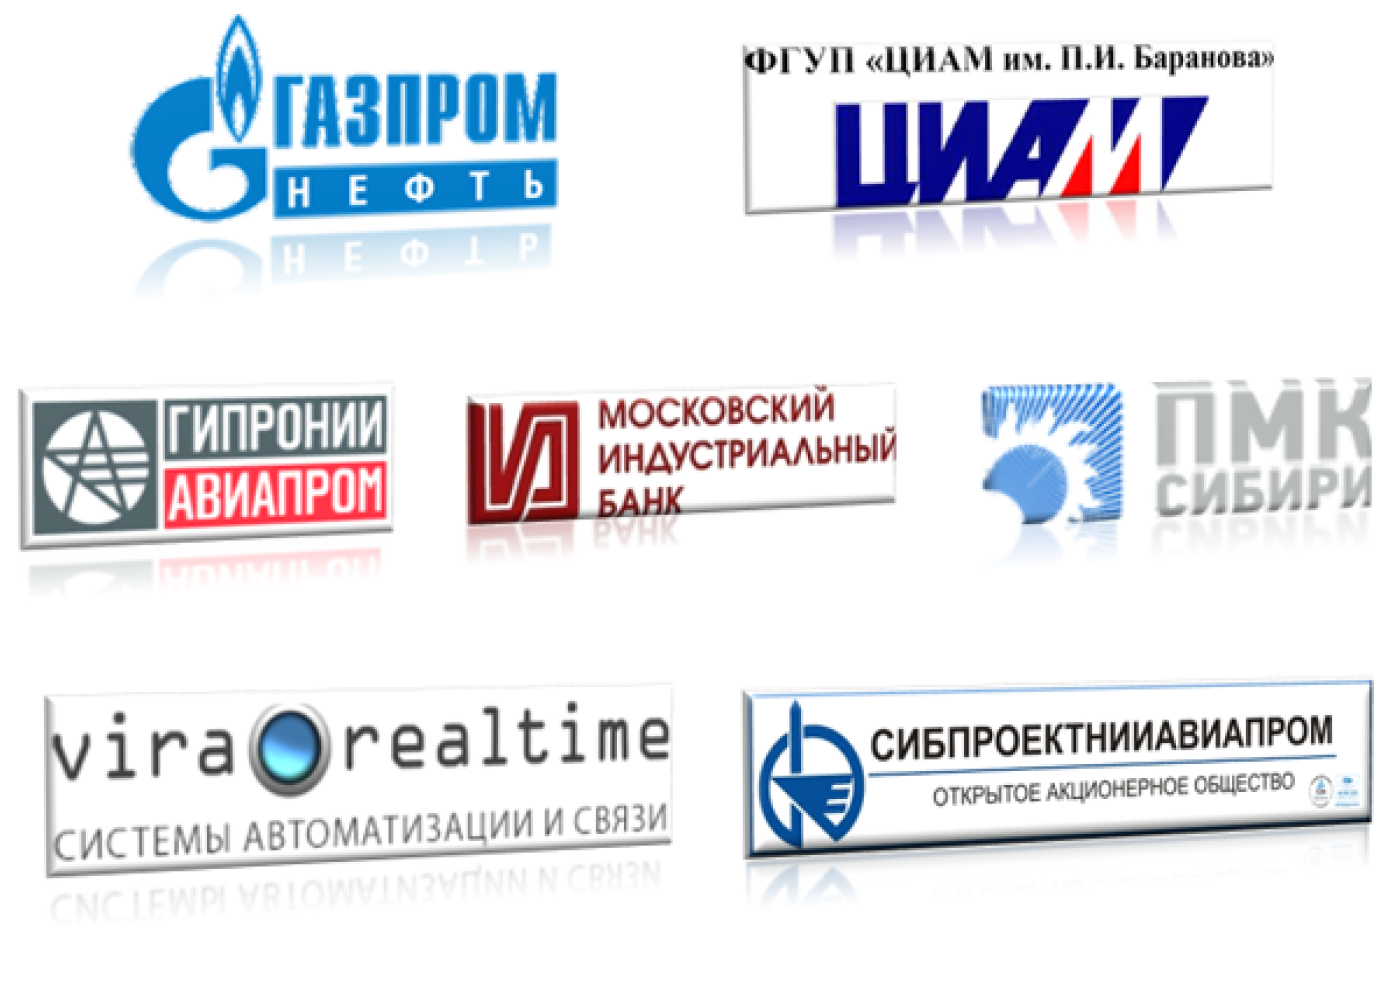 ГАЗПРОМ
НЕФТЬ
ФГУП «ЦИАМ им. П.И. Баранова»
ЦИАМ
ГИПРОНИИ
АВИАПРОМ
МОСКОВСКИЙ
ИНДУСТРИАЛЬНЫЙ
БАНК
ПМК
СИБИРИ
vira realtime
СИСТЕМЫ АВТОМАТИЗАЦИИ И СВЯЗИ
СИБПРОЕКТНИИАВИАПРОМ
ОТКРЫТОЕ АКЦИОНЕРНОЕ ОБЩЕСТВО